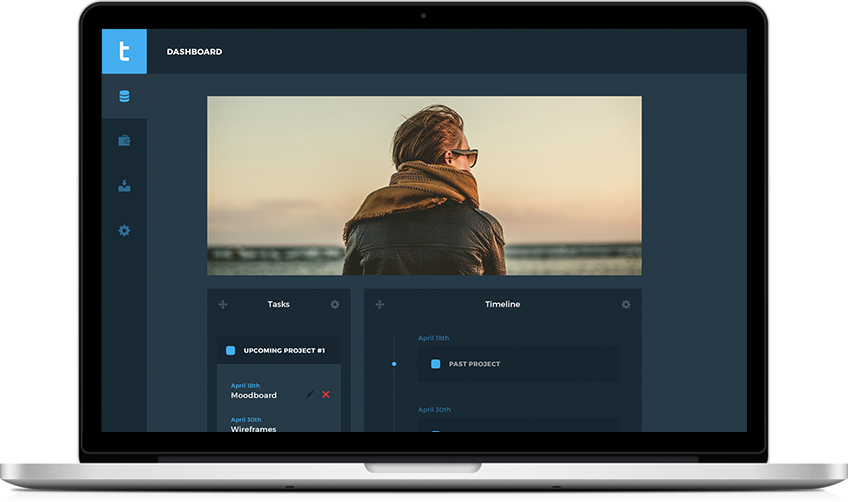 t
DASHBOARD
Tasks
UPCOMING PROJECT #1
April 18th
Moodboard
April 30th
Wireframes
Timeline
April 18th
PAST PROJECT
April 30th